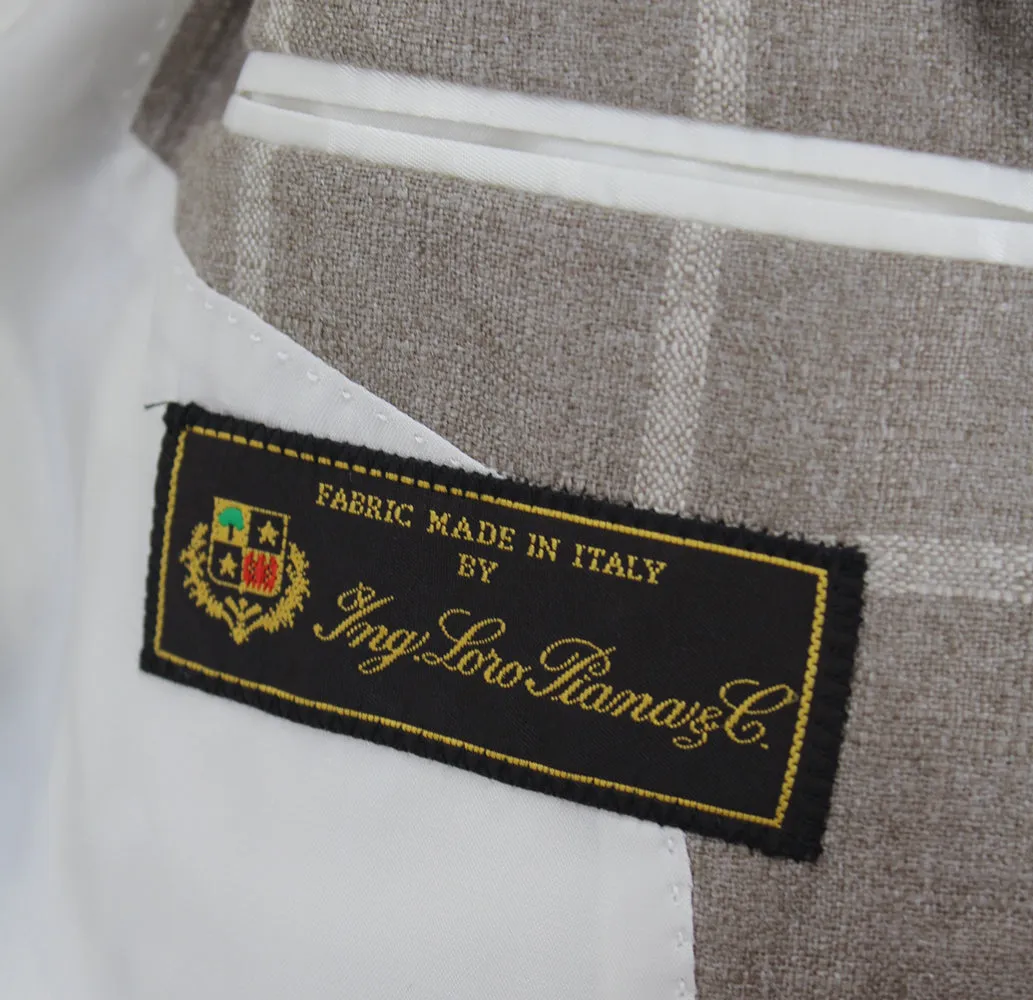 FABRIC MADE IN ITALY
BY
Ing. Loro Piana & C.